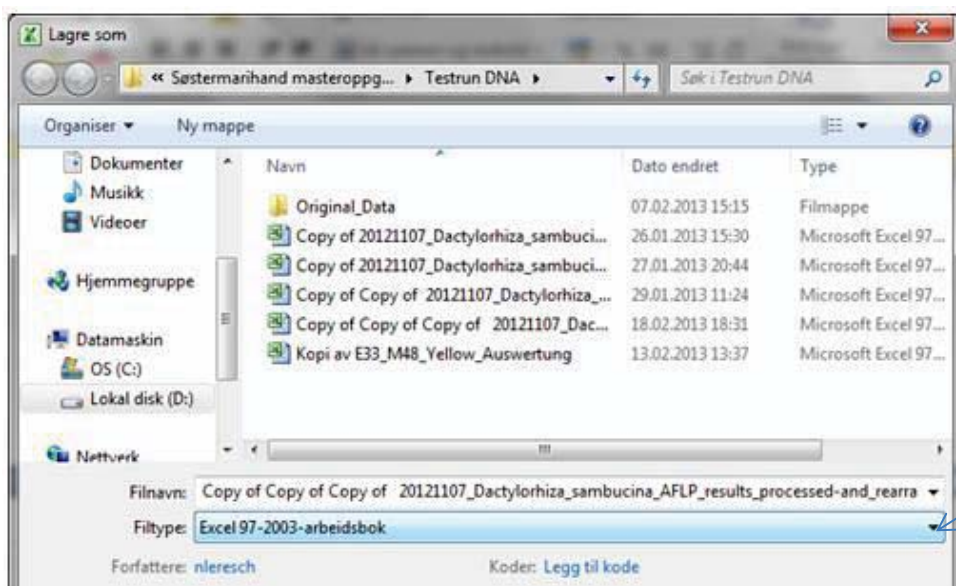 Lagre som
« Søstermarihand masteroppg... ▸ Testrun DNA ▸ Søk i Testrun DNA
Organiser Ny mappe
Dokumenter
Musikk
Videoer
Hjemmegruppe
Datamaskin
OS (C:)
Lokal disk (D:)
Nettverk
Navn Dato endret Type
Original_Data 07.02.2013 15:15 Filmappe
Copy of 20121107_Dactylorhiza_sambuci... 26.01.2013 15:30 Microsoft Excel 97...
Copy of 20121107_Dactylorhiza_sambuci... 27.01.2013 20:44 Microsoft Excel 97...
Copy of Copy of 20121107_Dactylorhiza_... 29.01.2013 11:24 Microsoft Excel 97...
Copy of Copy of Copy of 20121107_Dac... 18.02.2013 18:31 Microsoft Excel 97...
Kopi av E33_M48_Yellow_Auswertung 13.02.2013 13:37 Microsoft Excel 97...
Filnavn: Copy of Copy of Copy of 20121107_Dactylorhiza_sambucina_AFLP_results_processed-and_rearra
Filtype: Excel 97-2003-arbeidsbok
Forfattere: nleresch Koder: Legg til kode